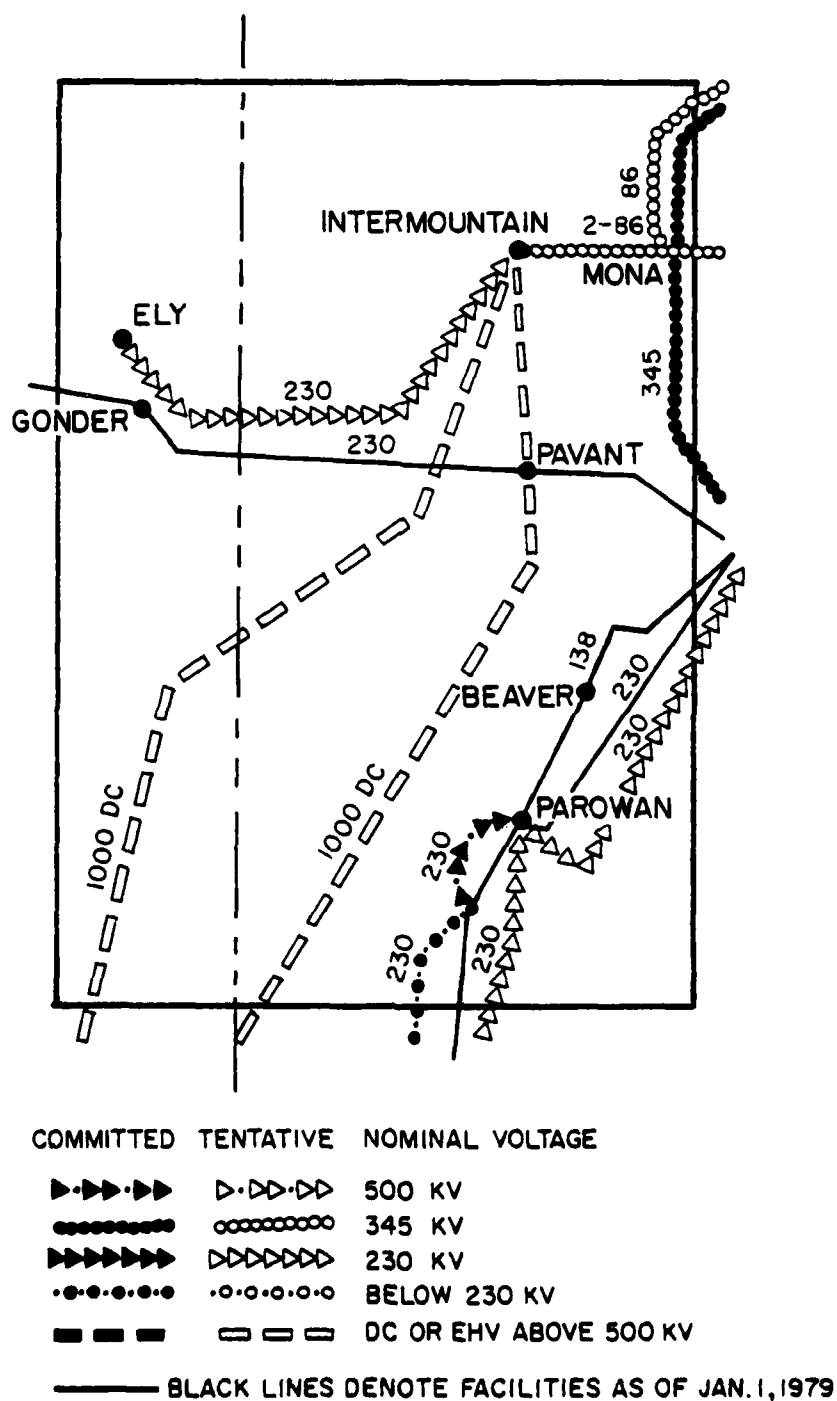 86
INTERMOUNTAIN
2-86
MONA
ELY
345
230
GONDER
230
PAVANT
138
BEAVER
230
230
1000 DC
1000 DC
PAROWAN
230
230
230
COMMITTED TENTATIVE NOMINAL VOLTAGE
500 KV
345 KV
230 KV
BELOW 230 KV
DC OR EHV ABOVE 500 KV
BLACK LINES DENOTE FACILITIES AS OF JAN. 1, 1979